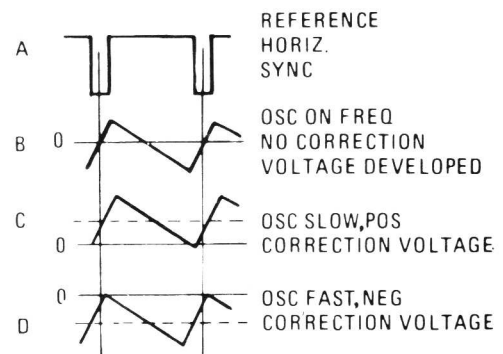 A
REFERENCE
HORIZ.
SYNC
B
0
OSC ON FREQ
NO CORRECTION
VOLTAGE DEVELOPED
C
0
OSC SLOW,POS
CORRECTION VOLTAGE
D
0
OSC FAST,NEG
CORRECTION VOLTAGE